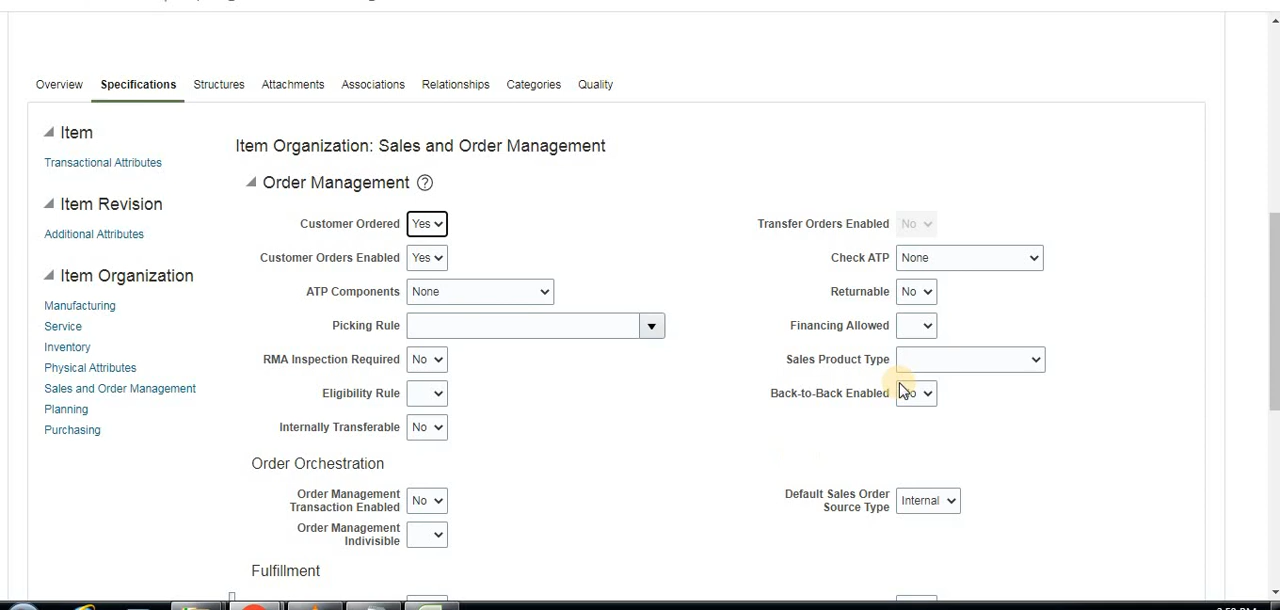 Overview Specifications Structures Attachments Associations Relationships Categories Quality
Item
Transactional Attributes
Item Revision
Additional Attributes
Item Organization
Manufacturing
Service
Inventory
Physical Attributes
Sales and Order Management
Planning
Purchasing
Item Organization: Sales and Order Management
Order Management ?
Customer Ordered Yes
Transfer Orders Enabled No
Customer Orders Enabled Yes
Check ATP None
ATP Components None
Returnable No
Picking Rule
Financing Allowed
RMA Inspection Required No
Sales Product Type
Eligibility Rule
Back-to-Back Enabled No
Internally Transferable No
Order Orchestration
Order Management
Transaction Enabled No
Default Sales Order
Source Type Internal
Order Management
Indivisible
Fulfillment